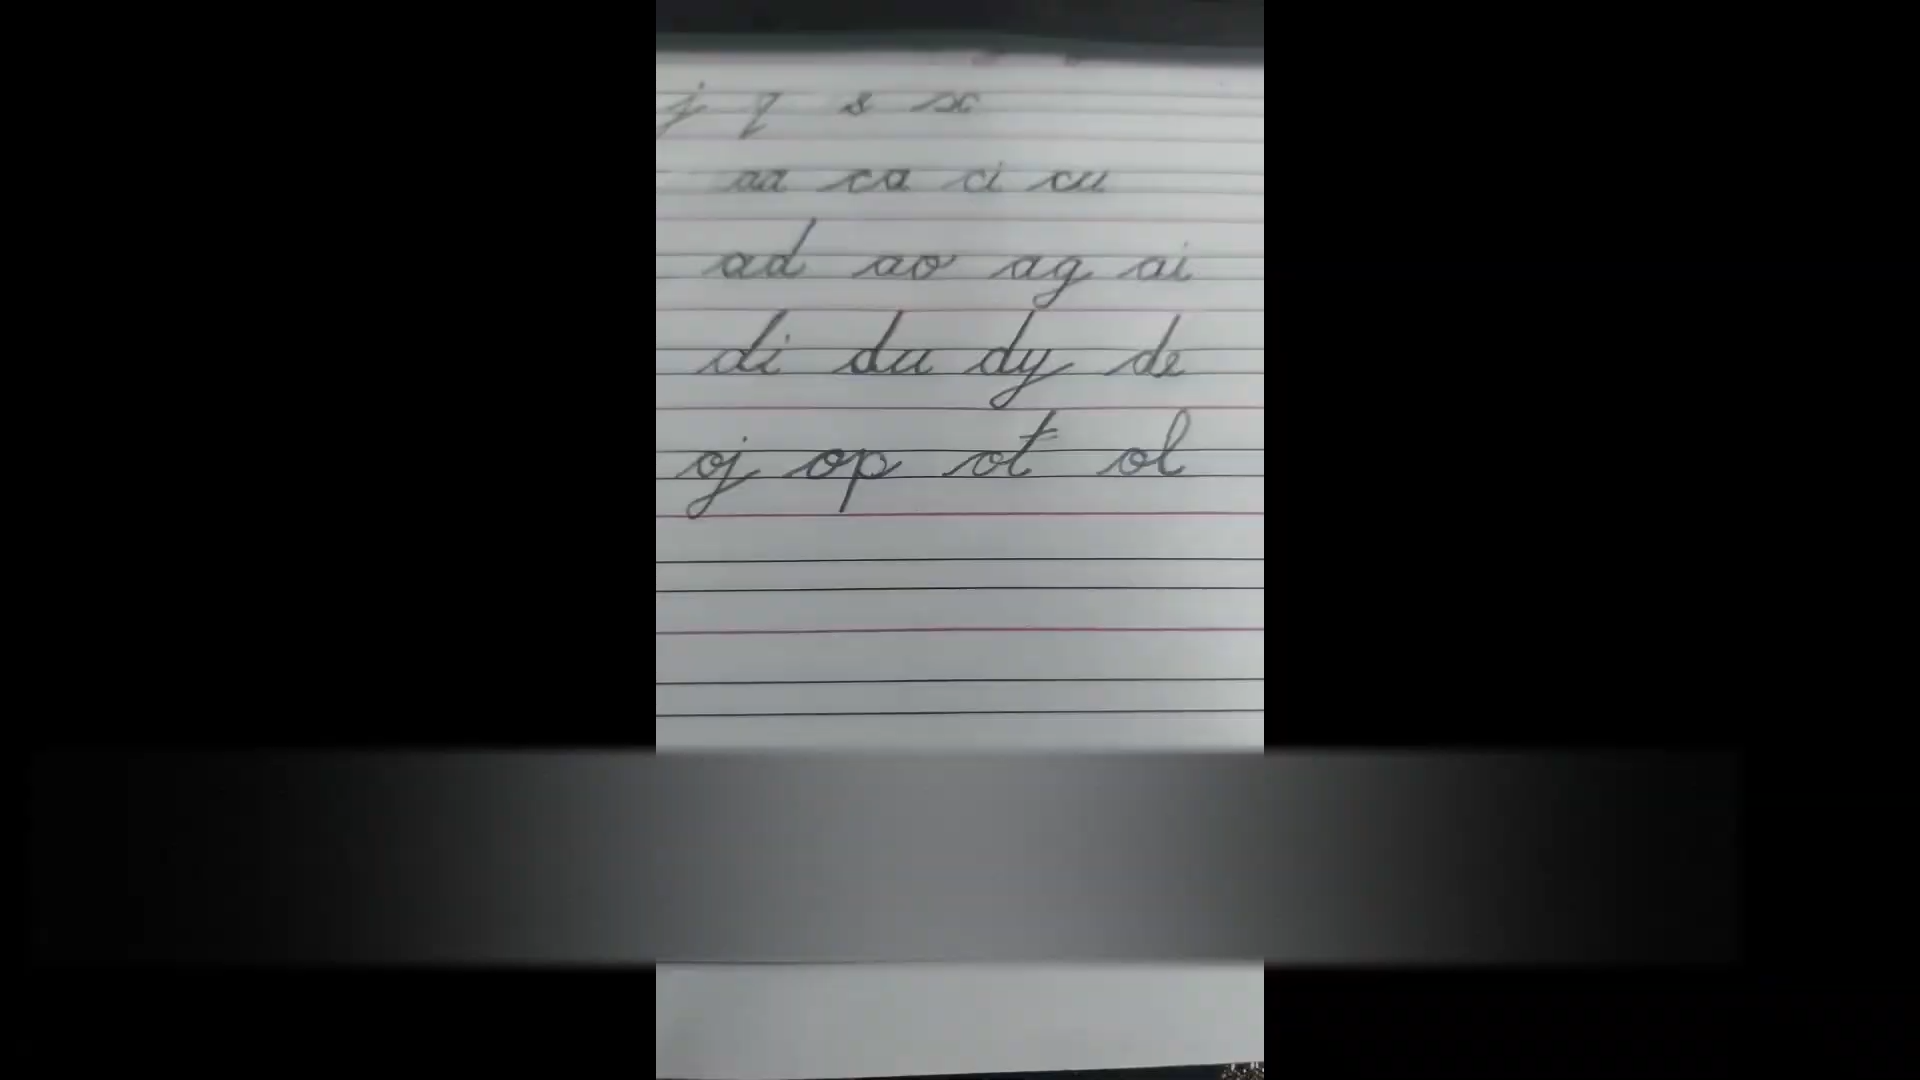 j q s x
aa ca ci cu
ad ao ag ai
di du dy de
oj op ot ol